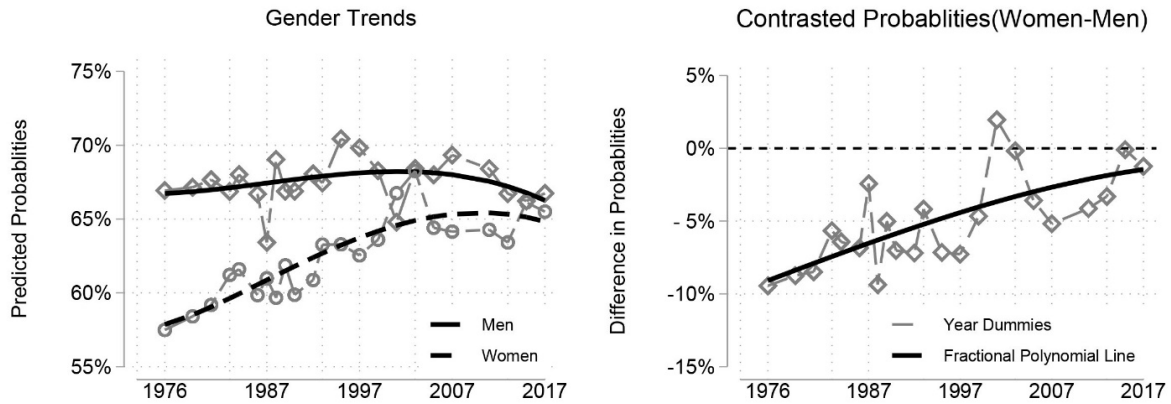 Gender Trends
Predicted Probablities
75%
70%
65%
60%
55%
Men
Women
1976 1987 1997 2007 2017
Contrasted Probablities(Women-Men)
Difference in Probablities
5%
0%
-5%
-10%
-15%
Year Dummies
Fractional Polynomial Line
1976 1987 1997 2007 2017